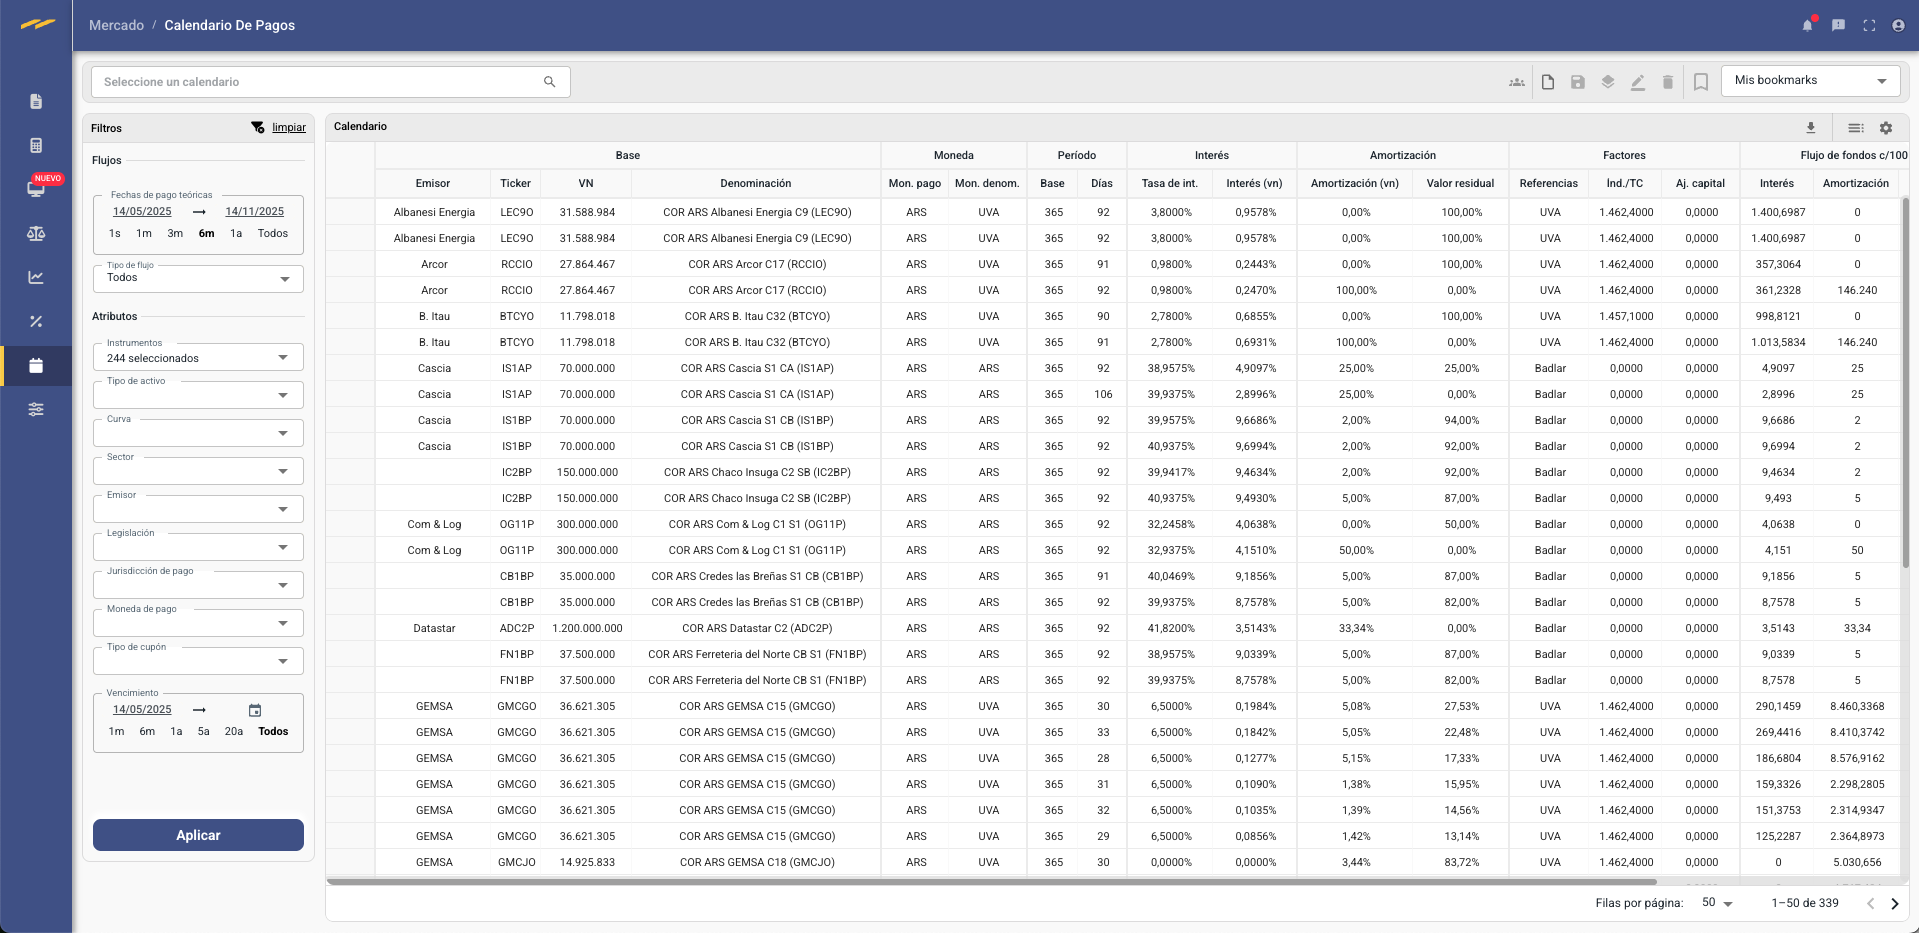 Mercado / Calendario De Pagos
Seleccione un calendario
Mis bookmarks
NUEVO
Filtros limpiar
Flujos
Fechas de pago teóricas
14/05/2025 → 14/11/2025
1s 1m 3m 6m 1a Todos
Tipo de flujo
Todos
Atributos
Instrumentos
244 seleccionados
Tipo de activo
Curva
Sector
Emisor
Legislación
Jurisdicción de pago
Moneda de pago
Tipo de cupón
Vencimiento
14/05/2025 →
1m 6m 1a 5a 20a Todos
Aplicar
Calendario
Base Moneda Período Interés Amortización Factores Flujo de fondos c/100
Emisor Ticker VN Denominación Mon. pago Mon. denom. Base Días Tasa de int. Interés (vn) Amortización (vn) Valor residual Referencias Ind./TC Aj. capital Interés Amortización
Albanesi Energia LEC9O 31.588.984 COR ARS Albanesi Energia C9 (LEC9O) ARS UVA 365 92 3,8000% 0,9578% 0,00% 100,00% UVA 1.462,4000 0,0000 1.400,6987 0
Albanesi Energia LEC9O 31.588.984 COR ARS Albanesi Energia C9 (LEC9O) ARS UVA 365 92 3,8000% 0,9578% 0,00% 100,00% UVA 1.462,4000 0,0000 1.400,6987 0
Arcor RCCIO 27.864.467 COR ARS Arcor C17 (RCCIO) ARS UVA 365 91 0,9800% 0,2443% 0,00% 100,00% UVA 1.462,4000 0,0000 357,3064 0
Arcor RCCIO 27.864.467 COR ARS Arcor C17 (RCCIO) ARS UVA 365 92 0,9800% 0,2470% 100,00% 0,00% UVA 1.462,4000 0,0000 361,2328 146.240
B. Itau BTCYO 11.798.018 COR ARS B. Itau C32 (BTCYO) ARS UVA 365 90 2,7800% 0,6855% 0,00% 100,00% UVA 1.457,1000 0,0000 998,8121 0
B. Itau BTCYO 11.798.018 COR ARS B. Itau C32 (BTCYO) ARS UVA 365 91 2,7800% 0,6931% 100,00% 0,00% UVA 1.462,4000 0,0000 1.013,5834 146.240
Cascia IS1AP 70.000.000 COR ARS Cascia S1 CA (IS1AP) ARS ARS 365 92 38,9575% 4,9097% 25,00% 25,00% Badlar 0,0000 0,0000 4,9097 25
Cascia IS1AP 70.000.000 COR ARS Cascia S1 CA (IS1AP) ARS ARS 365 106 39,9375% 2,8996% 25,00% 0,00% Badlar 0,0000 0,0000 2,8996 25
Cascia IS1BP 70.000.000 COR ARS Cascia S1 CB (IS1BP) ARS ARS 365 92 39,9575% 9,6686% 2,00% 94,00% Badlar 0,0000 0,0000 9,6686 2
Cascia IS1BP 70.000.000 COR ARS Cascia S1 CB (IS1BP) ARS ARS 365 92 40,9375% 9,6994% 2,00% 92,00% Badlar 0,0000 0,0000 9,6994 2
IC2BP 150.000.000 COR ARS Chaco Insuga C2 SB (IC2BP) ARS ARS 365 92 39,9417% 9,4634% 2,00% 92,00% Badlar 0,0000 0,0000 9,4634 2
IC2BP 150.000.000 COR ARS Chaco Insuga C2 SB (IC2BP) ARS ARS 365 92 40,9375% 9,4930% 5,00% 87,00% Badlar 0,0000 0,0000 9,493 5
Com & Log OG11P 300.000.000 COR ARS Com & Log C1 S1 (OG11P) ARS ARS 365 92 32,2458% 4,0638% 0,00% 50,00% Badlar 0,0000 0,0000 4,0638 0
Com & Log OG11P 300.000.000 COR ARS Com & Log C1 S1 (OG11P) ARS ARS 365 92 32,9375% 4,1510% 50,00% 0,00% Badlar 0,0000 0,0000 4,151 50
CB1BP 35.000.000 COR ARS Credes las Breñas S1 CB (CB1BP) ARS ARS 365 91 40,0469% 9,1856% 5,00% 87,00% Badlar 0,0000 0,0000 9,1856 5
CB1BP 35.000.000 COR ARS Credes las Breñas S1 CB (CB1BP) ARS ARS 365 92 39,9375% 8,7578% 5,00% 82,00% Badlar 0,0000 0,0000 8,7578 5
Datastar ADC2P 1.200.000.000 COR ARS Datastar C2 (ADC2P) ARS ARS 365 92 41,8200% 3,5143% 33,34% 0,00% Badlar 0,0000 0,0000 3,5143 33,34
FN1BP 37.500.000 COR ARS Ferreteria del Norte CB S1 (FN1BP) ARS ARS 365 92 38,9575% 9,0339% 5,00% 87,00% Badlar 0,0000 0,0000 9,0339 5
FN1BP 37.500.000 COR ARS Ferreteria del Norte CB S1 (FN1BP) ARS ARS 365 92 39,9375% 8,7578% 5,00% 82,00% Badlar 0,0000 0,0000 8,7578 5
GEMSA GMCGO 36.621.305 COR ARS GEMSA C15 (GMCGO) ARS UVA 365 30 6,5000% 0,1984% 5,08% 27,53% UVA 1.462,4000 0,0000 290,1459 8.460,3368
GEMSA GMCGO 36.621.305 COR ARS GEMSA C15 (GMCGO) ARS UVA 365 33 6,5000% 0,1842% 5,05% 22,48% UVA 1.462,4000 0,0000 269,4416 8.410,3742
GEMSA GMCGO 36.621.305 COR ARS GEMSA C15 (GMCGO) ARS UVA 365 28 6,5000% 0,1277% 5,15% 17,33% UVA 1.462,4000 0,0000 186,6804 8.576,9162
GEMSA GMCGO 36.621.305 COR ARS GEMSA C15 (GMCGO) ARS UVA 365 31 6,5000% 0,1090% 1,38% 15,95% UVA 1.462,4000 0,0000 159,3326 2.298,2805
GEMSA GMCGO 36.621.305 COR ARS GEMSA C15 (GMCGO) ARS UVA 365 32 6,5000% 0,1035% 1,39% 14,56% UVA 1.462,4000 0,0000 151,3753 2.314,9347
GEMSA GMCGO 36.621.305 COR ARS GEMSA C15 (GMCGO) ARS UVA 365 29 6,5000% 0,0856% 1,42% 13,14% UVA 1.462,4000 0,0000 125,2287 2.364,8973
GEMSA GMCJO 14.925.833 COR ARS GEMSA C18 (GMCJO) ARS UVA 365 30 0,0000% 0,0000% 3,44% 83,72% UVA 1.462,4000 0,0000 0 5.030,656
Filas por página: 50 1–50 de 339